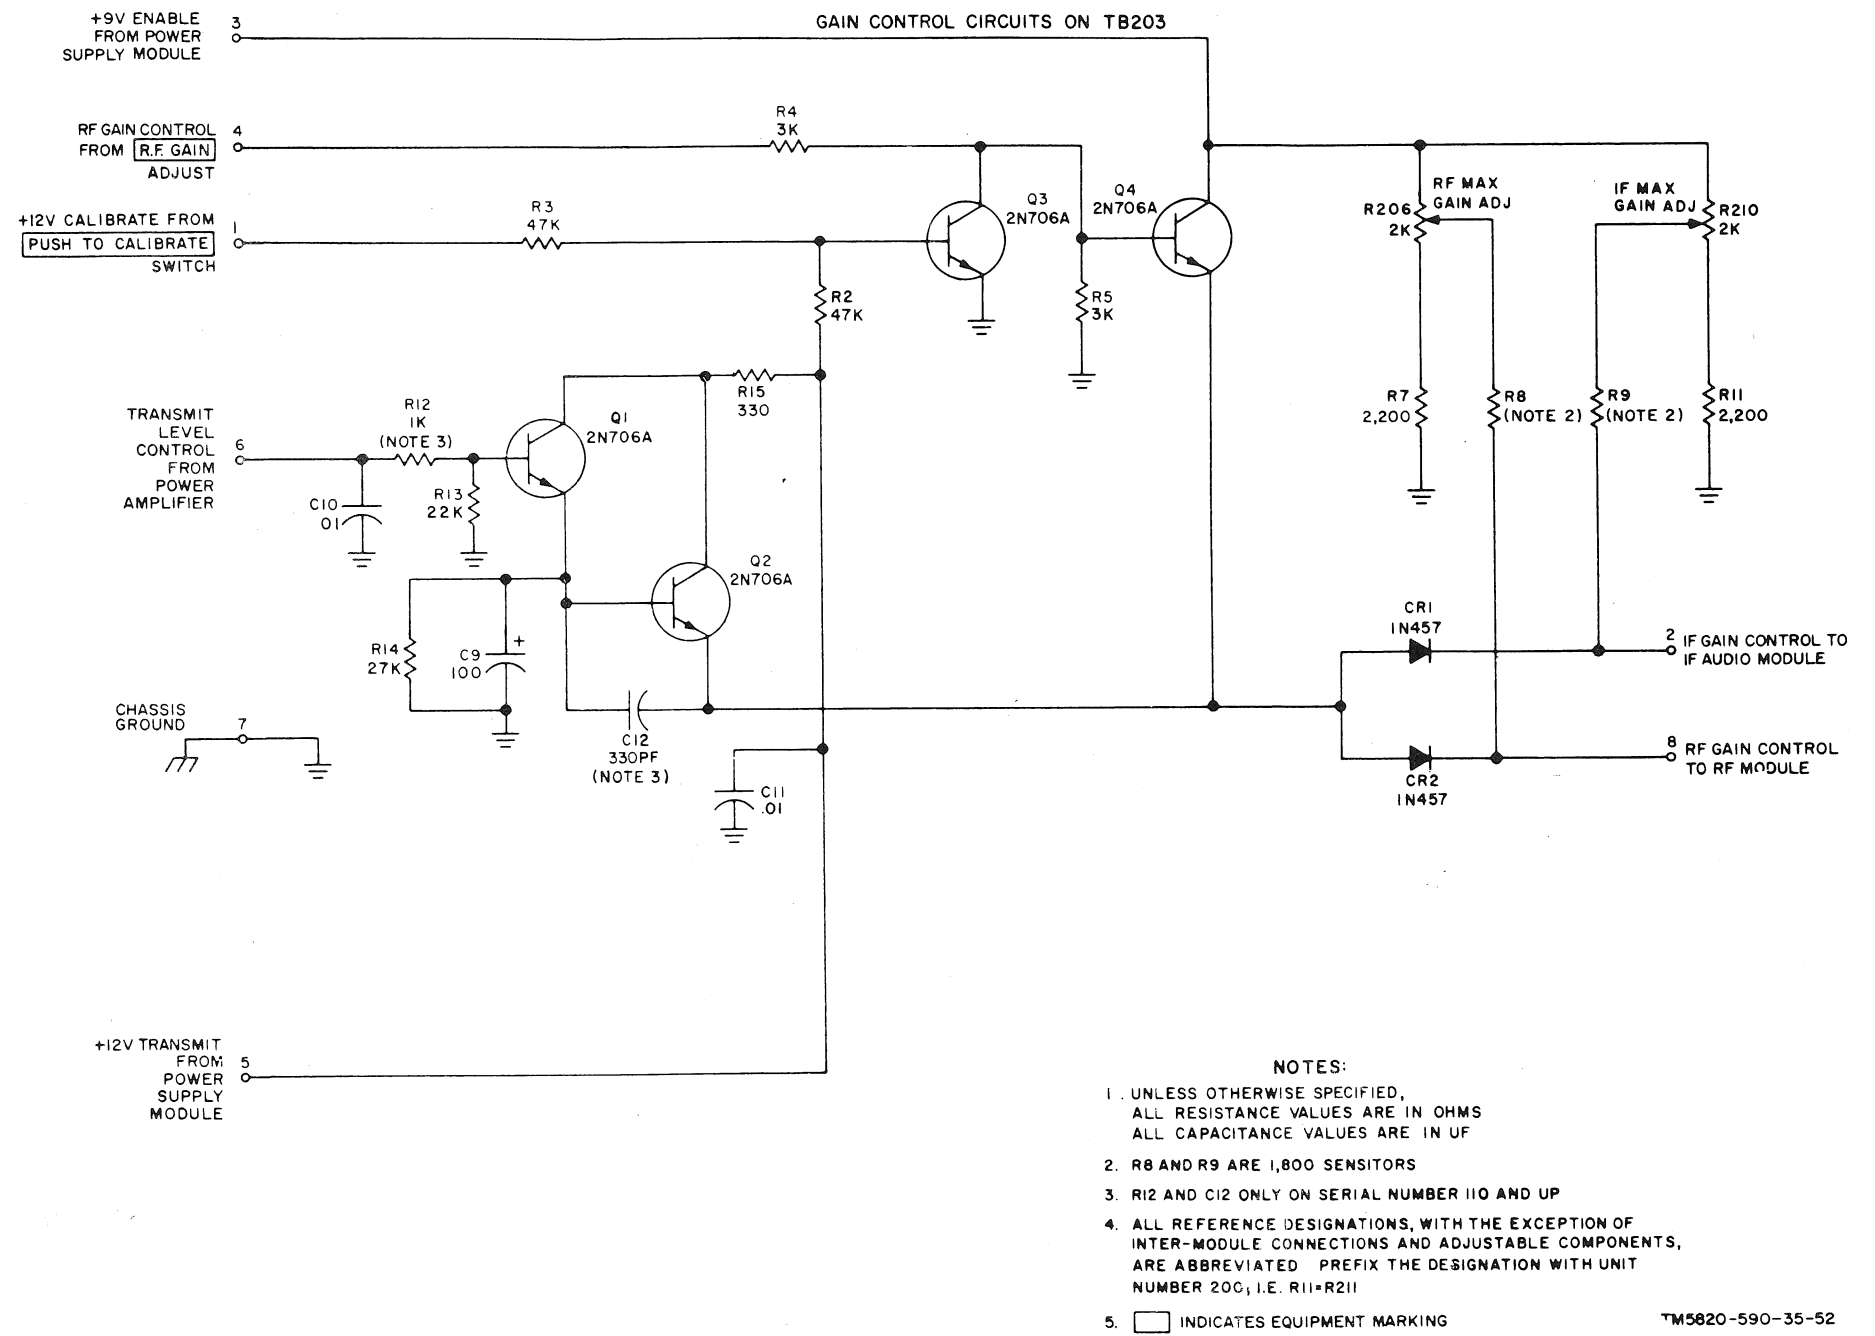 GAIN CONTROL CIRCUITS ON TB203
+9V ENABLE
FROM POWER
SUPPLY MODULE
3
RF GAIN CONTROL
FROM R.F. GAIN
ADJUST
4
+12V CALIBRATE FROM
PUSH TO CALIBRATE
SWITCH
1
R4
3K
R3
47K
Q3
2N706A
Q4
2N706A
R2
47K
R5
3K
RF MAX
GAIN ADJ
R206
2K
IF MAX
GAIN ADJ
R210
2K
R7
2,200
R8
(NOTE 2)
R9
(NOTE 2)
R11
2,200
TRANSMIT
LEVEL
CONTROL
FROM
POWER
AMPLIFIER
6
R12
1K
(NOTE 3)
Q1
2N706A
R15
330
C10
.01
R13
22K
Q2
2N706A
R14
27K
C9
100
+
C12
330PF
(NOTE 3)
C11
.01
CHASSIS
GROUND
7
CR1
1N457
2
IF GAIN CONTROL TO
IF AUDIO MODULE
CR2
1N457
8
RF GAIN CONTROL
TO RF MODULE
+12V TRANSMIT
FROM
POWER
SUPPLY
MODULE
5
NOTES:
1. UNLESS OTHERWISE SPECIFIED,
ALL RESISTANCE VALUES ARE IN OHMS
ALL CAPACITANCE VALUES ARE IN UF
2. R8 AND R9 ARE 1,800 SENSITORS
3. R12 AND C12 ONLY ON SERIAL NUMBER 110 AND UP
4. ALL REFERENCE DESIGNATIONS, WITH THE EXCEPTION OF
INTER-MODULE CONNECTIONS AND ADJUSTABLE COMPONENTS,
ARE ABBREVIATED PREFIX THE DESIGNATION WITH UNIT
NUMBER 200; I.E. R11=R211
5. INDICATES EQUIPMENT MARKING
TM5820-590-35-52